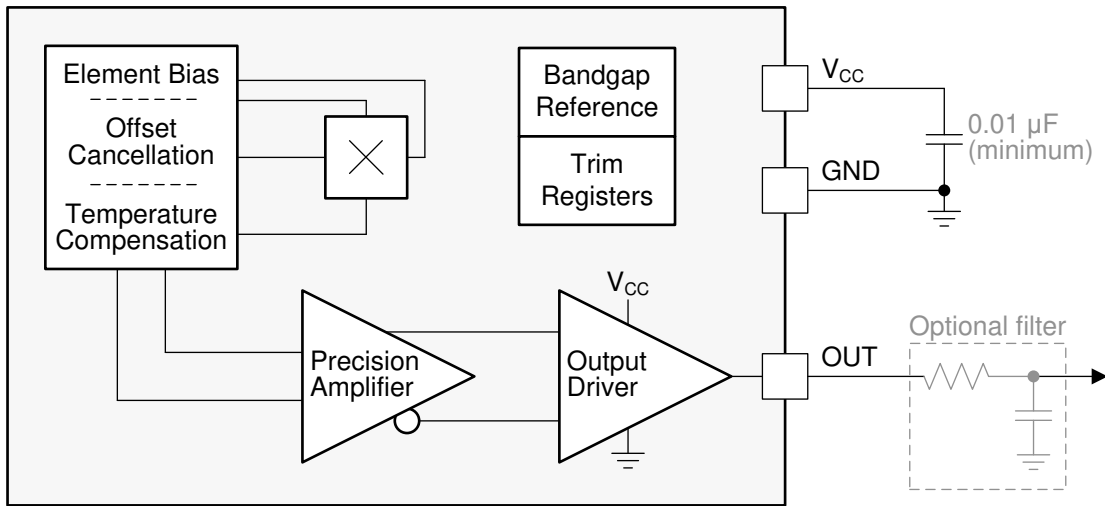 Element Bias
Offset
Cancellation
Temperature
Compensation
Bandgap
Reference
Trim
Registers
VCC
GND
0.01 µF
(minimum)
Precision
Amplifier
VCC
Output
Driver
OUT
Optional filter